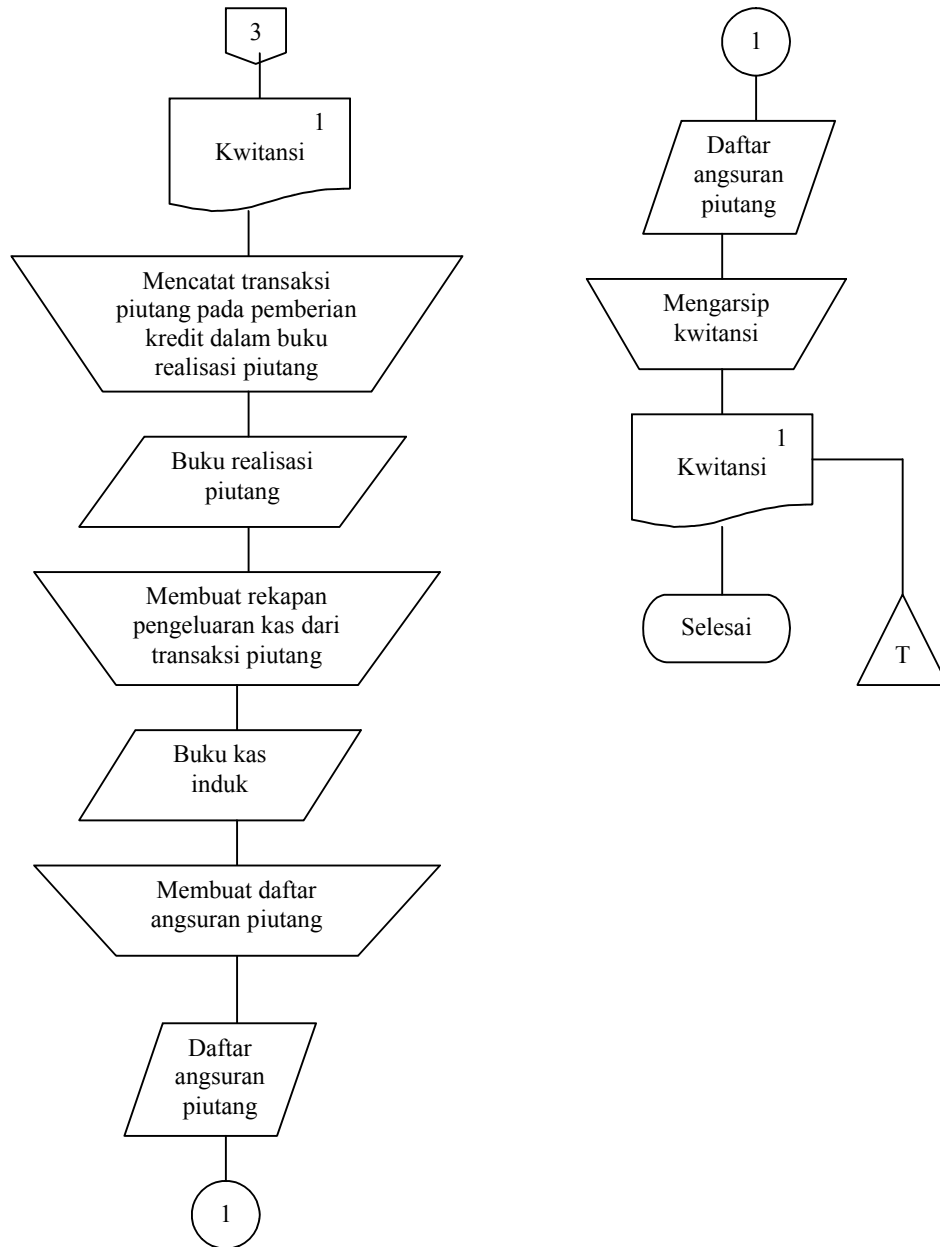 3
1
Kwitansi
Mencatat transaksi
piutang pada pemberian
kredit dalam buku
realisasi piutang
Buku realisasi
piutang
Membuat rekapan
pengeluaran kas dari
transaksi piutang
Buku kas
induk
Membuat daftar
angsuran piutang
Daftar
angsuran
piutang
1
1
Daftar
angsuran
piutang
Mengarsip
kwitansi
1
Kwitansi
Selesai
T